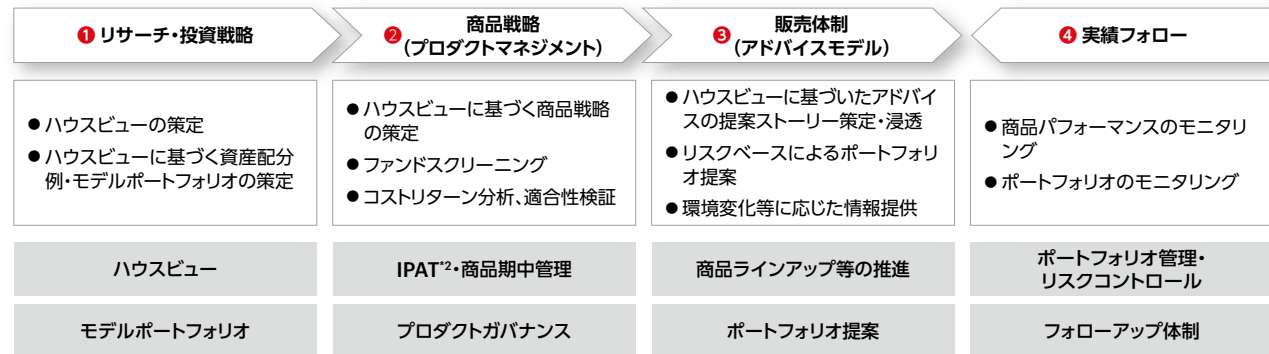 ❶ リサーチ・投資戦略
❷ 商品戦略
(プロダクトマネジメント)
❸ 販売体制
(アドバイスモデル)
❹ 実績フォロー
● ハウスビューの策定
● ハウスビューに基づく資産配分
例・モデルポートフォリオの策定
● ハウスビューに基づく商品戦略
の策定
● ファンドスクリーニング
● コストリターン分析、適合性検証
● ハウスビューに基づいたアドバイ
スの提案ストーリー策定・浸透
● リスクベースによるポートフォリ
オ提案
● 環境変化等に応じた情報提供
● 商品パフォーマンスのモニタリ
ング
● ポートフォリオのモニタリング
ハウスビュー
IPAT*2・商品期中管理
商品ラインアップ等の推進
ポートフォリオ管理・
リスクコントロール
モデルポートフォリオ
プロダクトガバナンス
ポートフォリオ提案
フォローアップ体制